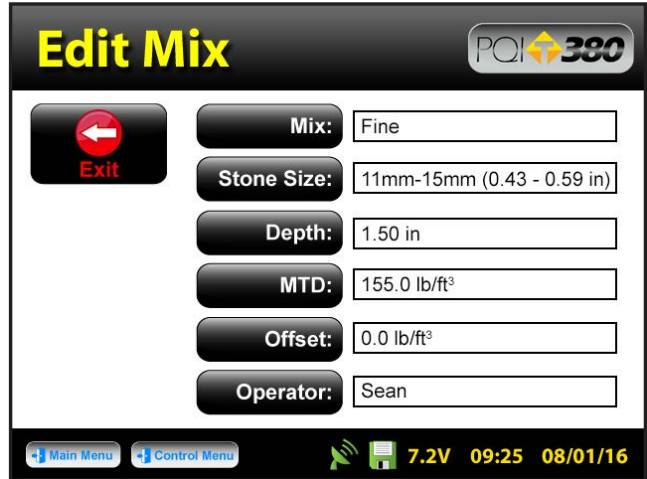 Edit Mix
PQI T 380
Exit
Mix: Fine
Stone Size: 11mm-15mm (0.43 - 0.59 in)
Depth: 1.50 in
MTD: 155.0 lb/ft³
Offset: 0.0 lb/ft³
Operator: Sean
Main Menu Control Menu 7.2V 09:25 08/01/16